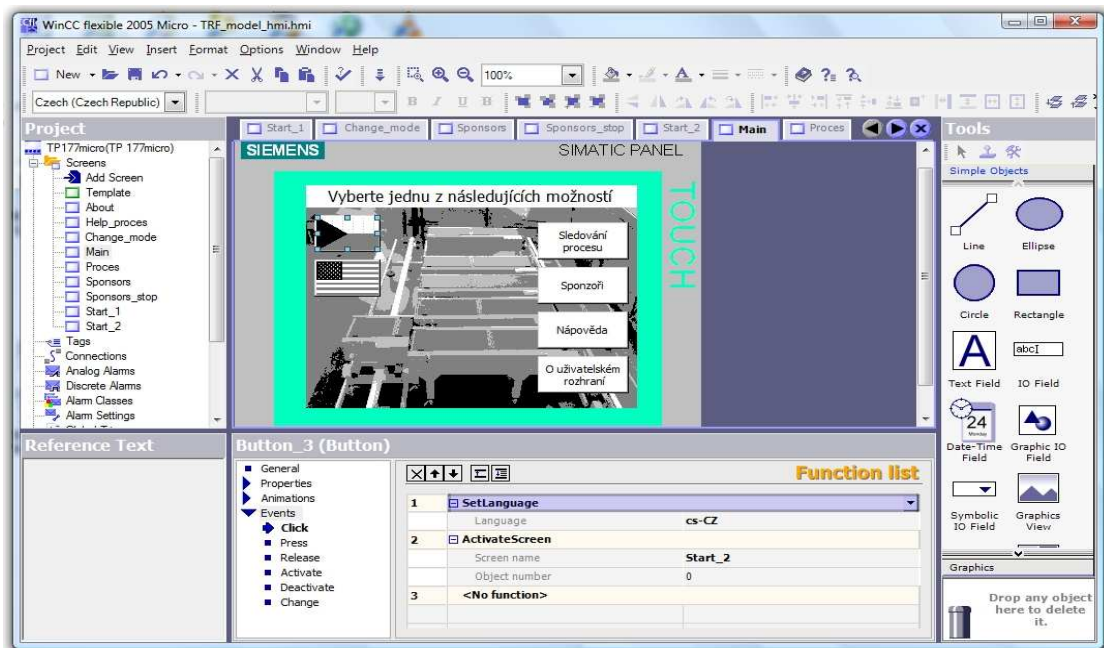 WinCC flexible 2005 Micro - TRF_model_hmi.hmi
Project Edit View Insert Format Options Window Help
New 100%
Czech (Czech Republic)
Project
TP177micro(TP 177micro)
Screens
Add Screen
Template
About
Help_proces
Change_mode
Main
Proces
Sponsors
Sponsors_stop
Start_1
Start_2
Tags
Connections
Analog Alarms
Discrete Alarms
Alarm Classes
Alarm Settings
Start_1 Change_mode Sponsors Sponsors_stop Start_2 Main Proces
SIEMENS SIMATIC PANEL
TOUCH
Vyberte jednu z následujících možností
Sledování
procesu
Sponzoři
Nápověda
O uživatelském
rozhraní
Tools
Simple Objects
Line Ellipse
Circle Rectangle
A abcI
Text Field IO Field
24
Date-Time Graphic IO
Field Field
Symbolic Graphics
IO Field View
Graphics
Drop any object
here to delete
it.
Reference Text
Button_3 (Button)
General
Properties
Animations
Events
Click
Press
Release
Activate
Deactivate
Change
Function list
1 SetLanguage
Language cs-CZ
2 ActivateScreen
Screen name Start_2
Object number 0
3 <No function>